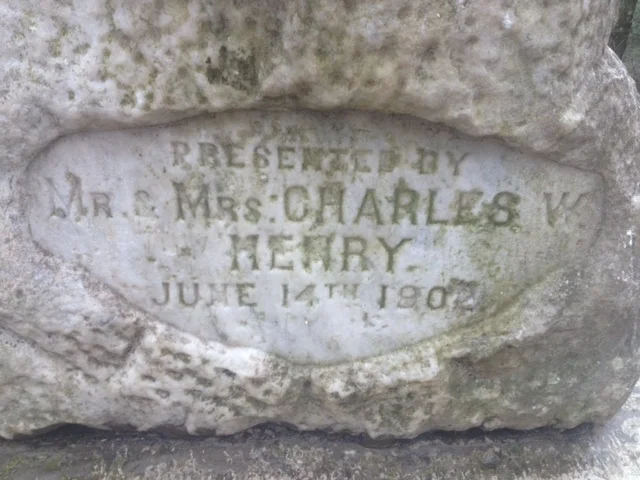 PRESENTED BY
MR. & MRS. CHARLES W.
HENRY.
JUNE 14TH 1902